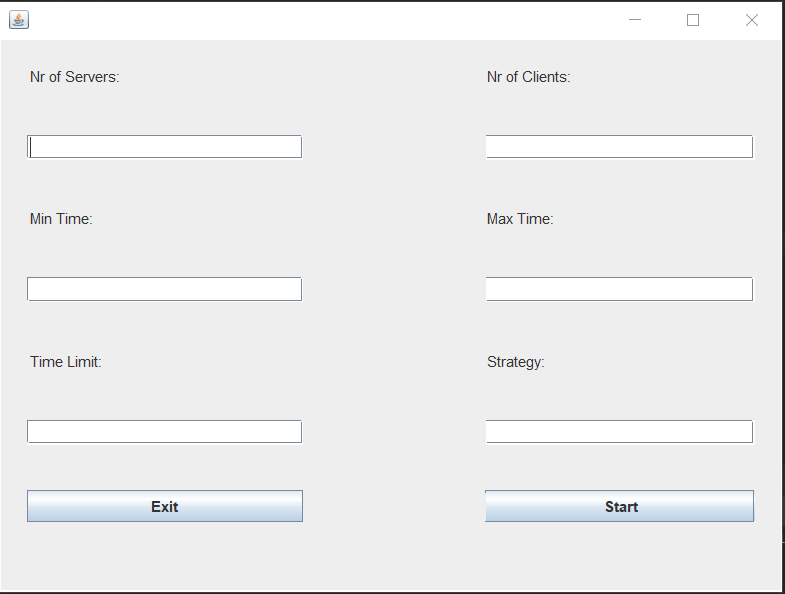 Nr of Servers:
Nr of Clients:
Min Time:
Max Time:
Time Limit:
Strategy:
Exit
Start